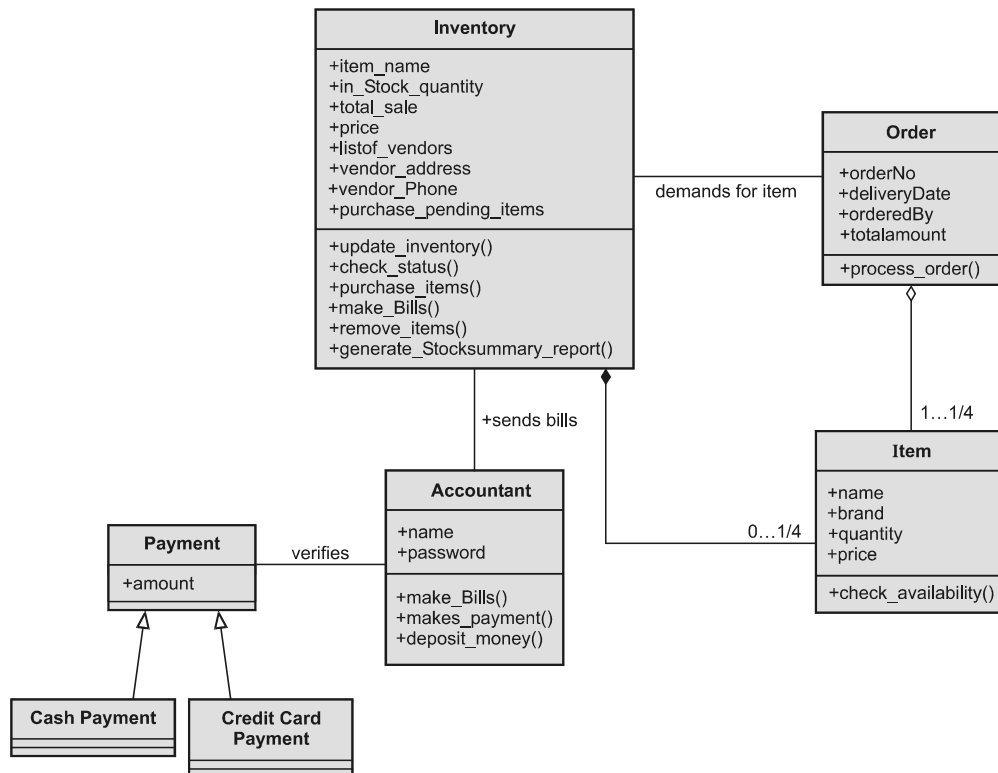 Inventory
+item_name
+in_Stock_quantity
+total_sale
+price
+listof_vendors
+vendor_address
+vendor_Phone
+purchase_pending_items
+update_inventory()
+check_status()
+purchase_items()
+make_Bills()
+remove_items()
+generate_Stocksummary_report()
demands for item
Order
+orderNo
+deliveryDate
+orderedBy
+totalamount
+process_order()
+sends bills
1...1/4
0...1/4
Item
+name
+brand
+quantity
+price
+check_availability()
Accountant
+name
+password
+make_Bills()
+makes_payment()
+deposit_money()
verifies
Payment
+amount
Cash Payment
Credit Card
Payment